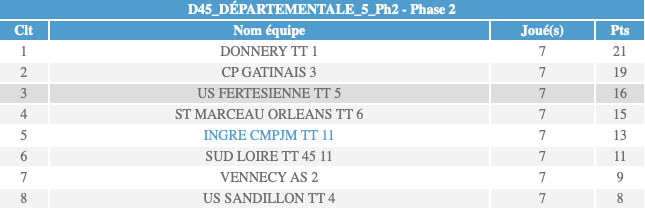 D45_DÉPARTEMENTALE_5_Ph2 - Phase 2
Clt Nom équipe Joué(s) Pts
1 DONNERY TT 1 7 21
2 CP GATINAIS 3 7 19
3 US FERTESIENNE TT 5 7 16
4 ST MARCEAU ORLEANS TT 6 7 15
5 INGRE CMPJM TT 11 7 13
6 SUD LOIRE TT 45 11 7 11
7 VENNECY AS 2 7 9
8 US SANDILLON TT 4 7 8